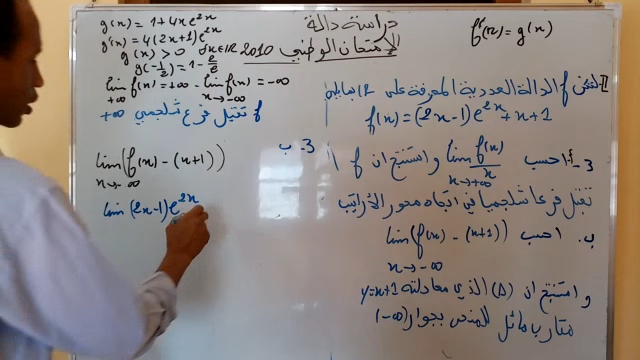 دراسة دالة
الإمتحان الوطني 2010
g(x) = 1 + 4x e^{2x}
g'(x) = 4(2x+1)e^{2x}
g(x) > 0 ∀x∈IR
g(-1/2) = 1 - 2/e
lim f(x) = +∞ - lim f(x) = -∞
+∞ x→-∞
f تقبل فرع شلجمي +∞
f'(x) = g(x)
II- لتكن f الدالة العددية المعرفة على IR بمايلي
f(x) = (2x-1)e^{2x} + x+1
3- أ- احسب lim f(x)/x و استنتج ان f
x→+∞
تقبل فرعا شلجميا في اتجاه محور الأراتيب
ب. احسب lim(f(x) - (x+1))
x→-∞
و استنتج ان (Δ) الذي معادلته y=x+1
مقارب مائل للمنحنى بجوار (-∞)
3- ب
lim(f(x) - (x+1))
x→-∞
lim (2x-1)e^{2x}